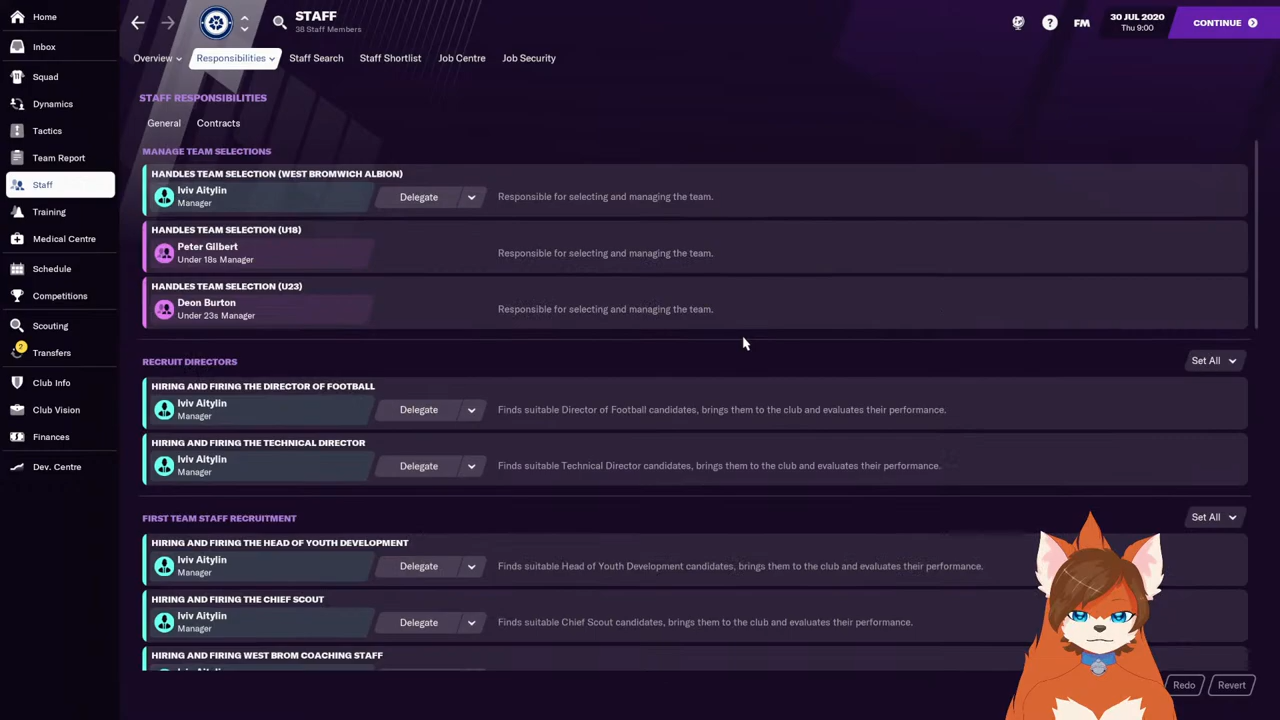 Home
STAFF
38 Staff Members
FM
30 JUL 2020
Thu 9:00
CONTINUE
Inbox
Squad
Dynamics
Tactics
Team Report
Staff
Training
Medical Centre
Schedule
Competitions
Scouting
2
Transfers
Club Info
Club Vision
Finances
Dev. Centre
Overview
Responsibilities
Staff Search
Staff Shortlist
Job Centre
Job Security
STAFF RESPONSIBILITIES
General
Contracts
MANAGE TEAM SELECTIONS
HANDLES TEAM SELECTION (WEST BROMWICH ALBION)
Iviv Aitylin
Manager
Delegate
Responsible for selecting and managing the team.
HANDLES TEAM SELECTION (U18)
Peter Gilbert
Under 18s Manager
Responsible for selecting and managing the team.
HANDLES TEAM SELECTION (U23)
Deon Burton
Under 23s Manager
Responsible for selecting and managing the team.
RECRUIT DIRECTORS
Set All
HIRING AND FIRING THE DIRECTOR OF FOOTBALL
Iviv Aitylin
Manager
Delegate
Finds suitable Director of Football candidates, brings them to the club and evaluates their performance.
HIRING AND FIRING THE TECHNICAL DIRECTOR
Iviv Aitylin
Manager
Delegate
Finds suitable Technical Director candidates, brings them to the club and evaluates their performance.
FIRST TEAM STAFF RECRUITMENT
Set All
HIRING AND FIRING THE HEAD OF YOUTH DEVELOPMENT
Iviv Aitylin
Manager
Delegate
Finds suitable Head of Youth Development candidates, brings them to the club and evaluates their performance.
HIRING AND FIRING THE CHIEF SCOUT
Iviv Aitylin
Manager
Delegate
Finds suitable Chief Scout candidates, brings them to the club and evaluates their performance.
HIRING AND FIRING WEST BROM COACHING STAFF
Redo
Revert